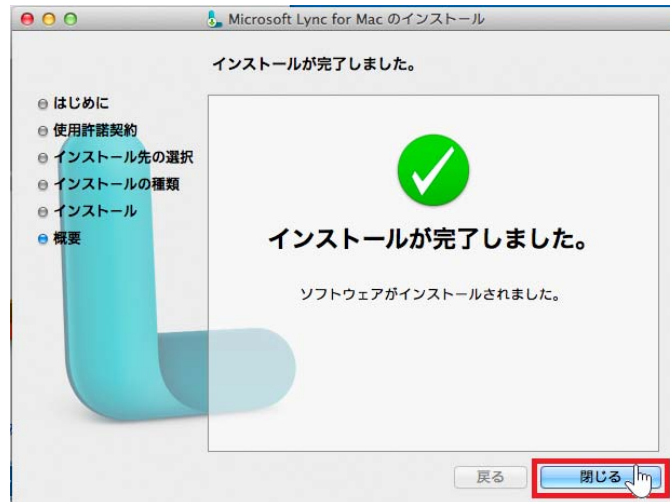 Microsoft Lync for Mac のインストール
インストールが完了しました。
はじめに
使用許諾契約
インストール先の選択
インストールの種類
インストール
概要
インストールが完了しました。
ソフトウェアがインストールされました。
戻る
閉じる